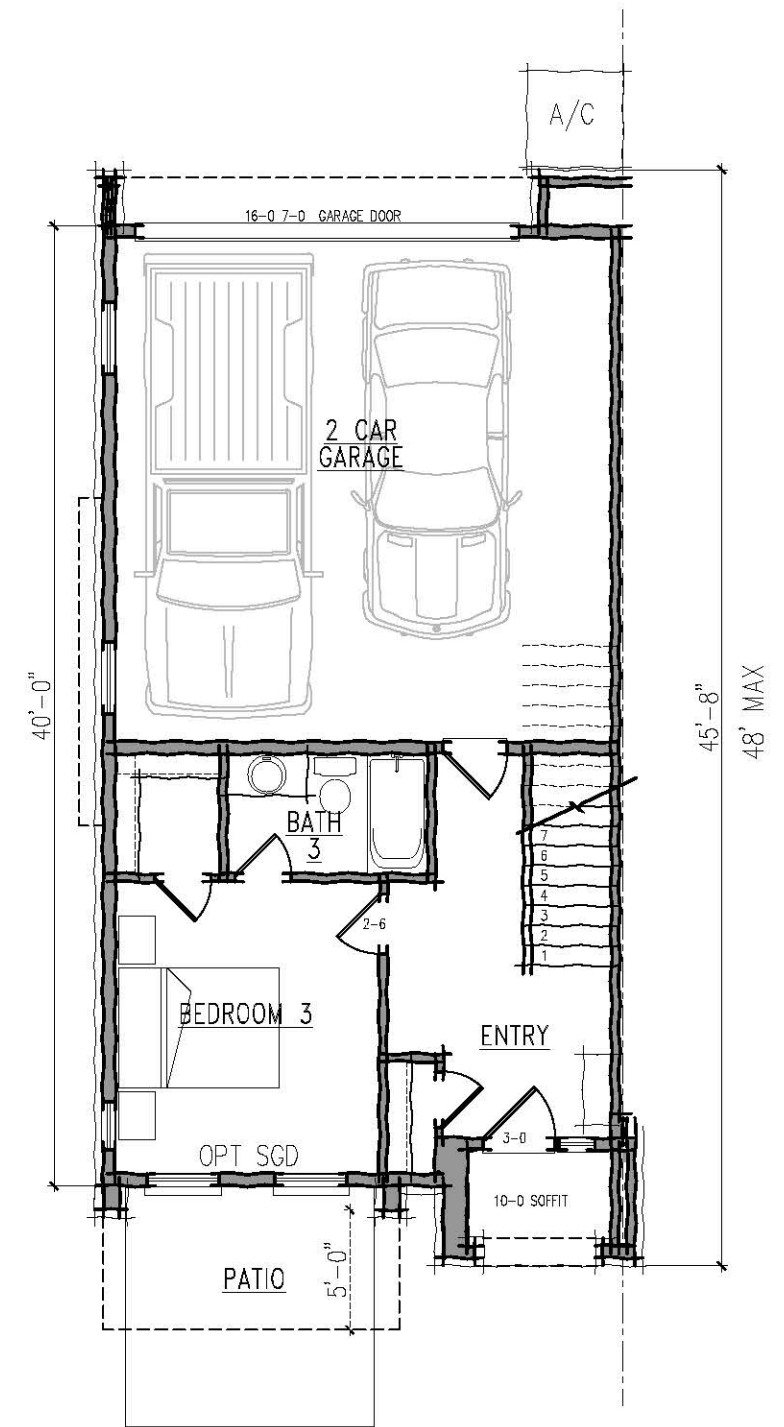 A/C
16-0 7-0 GARAGE DOOR
2 CAR
GARAGE
40'-0"
45'-8"
48' MAX
BATH
3
7
6
5
4
3
2
1
2-6
BEDROOM 3
ENTRY
OPT SGD
3-0
10-0 SOFFIT
PATIO
5'-0"